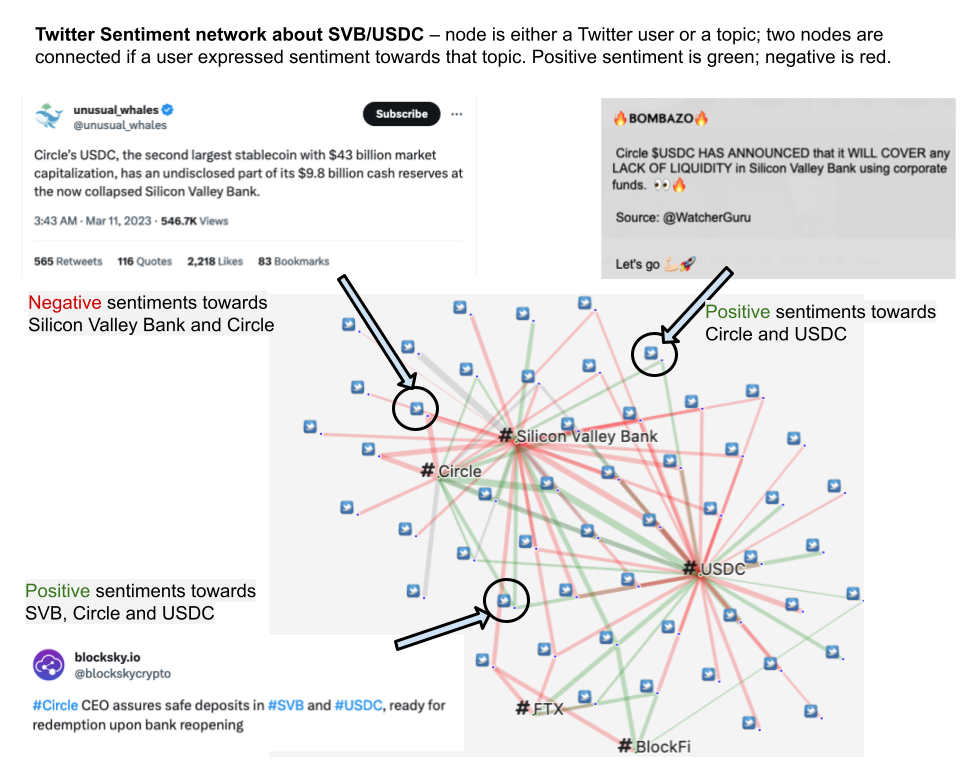 Twitter Sentiment network about SVB/USDC – node is either a Twitter user or a topic; two nodes are
connected if a user expressed sentiment towards that topic. Positive sentiment is green; negative is red.
unusual_whales
@unusual_whales
Subscribe
Circle's USDC, the second largest stablecoin with $43 billion market
capitalization, has an undisclosed part of its $9.8 billion cash reserves at
the now collapsed Silicon Valley Bank.
3:43 AM · Mar 11, 2023 · 546.7K Views
565 Retweets 116 Quotes 2,218 Likes 83 Bookmarks
🔥BOMBAZO🔥
Circle $USDC HAS ANNOUNCED that it WILL COVER any
LACK OF LIQUIDITY in Silicon Valley Bank using corporate
funds. 👀🔥
Source: @WatcherGuru
Let's go 💪🚀
Negative sentiments towards
Silicon Valley Bank and Circle
Positive sentiments towards
Circle and USDC
# Silicon Valley Bank
# Circle
# USDC
Positive sentiments towards
SVB, Circle and USDC
blocksky.io
@blockskycrypto
#Circle CEO assures safe deposits in #SVB and #USDC, ready for
redemption upon bank reopening
# FTX
# BlockFi